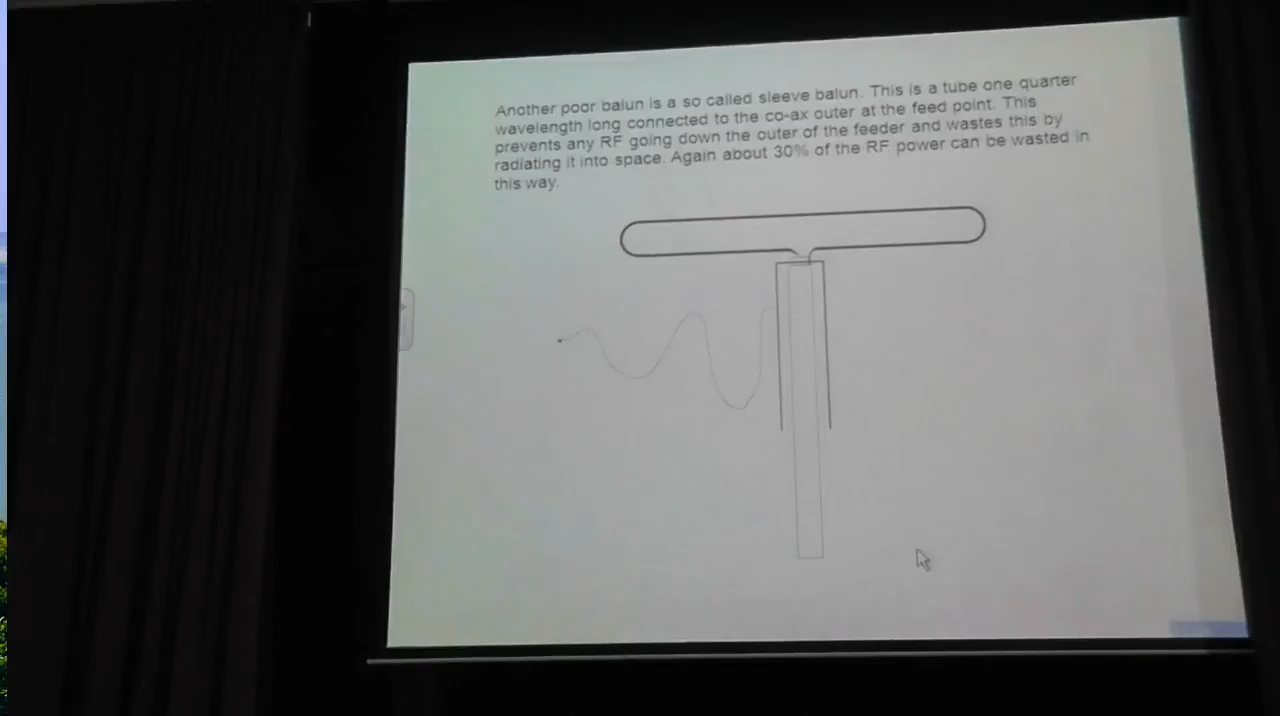 Another poor balun is a so called sleeve balun. This is a tube one quarter
wavelength long connected to the co-ax outer at the feed point. This
prevents any RF going down the outer of the feeder and wastes this by
radiating it into space. Again about 30% of the RF power can be wasted in
this way.